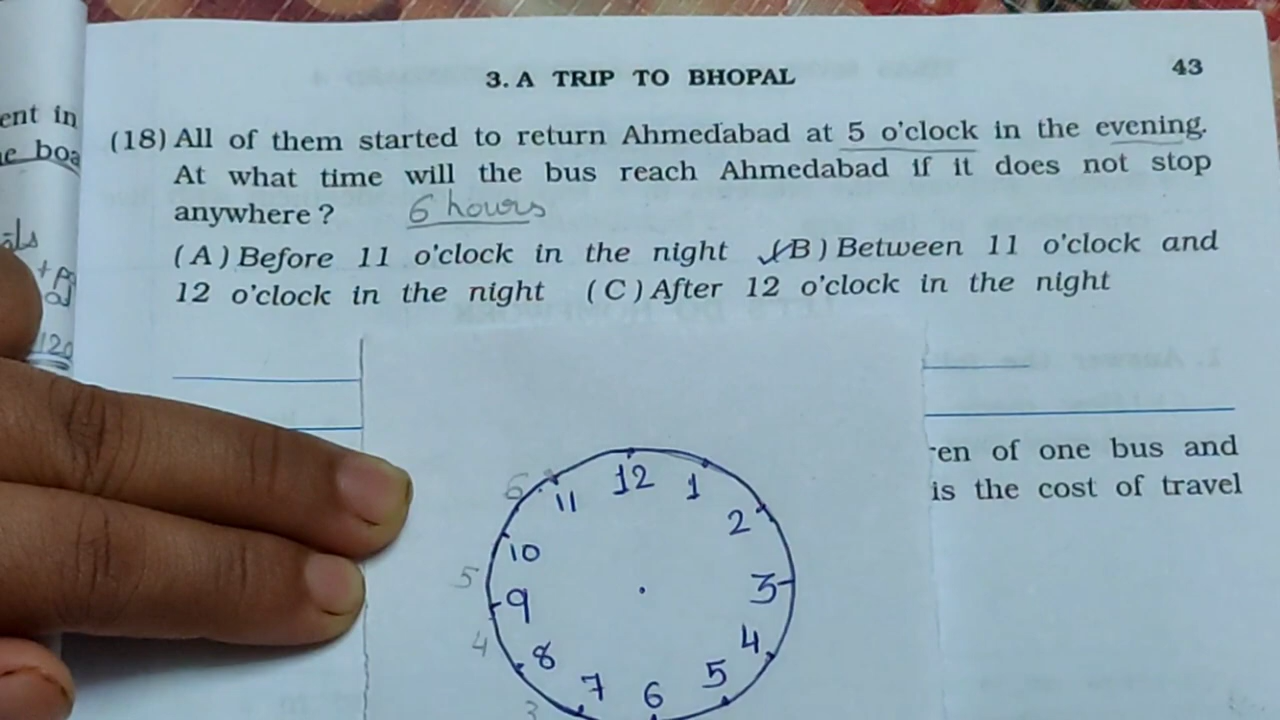 3. A TRIP TO BHOPAL
43
ent in
(18) All of them started to return Ahmedabad at 5 o'clock in the evening.
At what time will the bus reach Ahmedabad if it does not stop
anywhere ? 6 hours
(A) Before 11 o'clock in the night (B) Between 11 o'clock and
12 o'clock in the night (C) After 12 o'clock in the night
en of one bus and
is the cost of travel
12
11
1
10
2
9
3
8
4
7
6
5
6
5
4
3
120